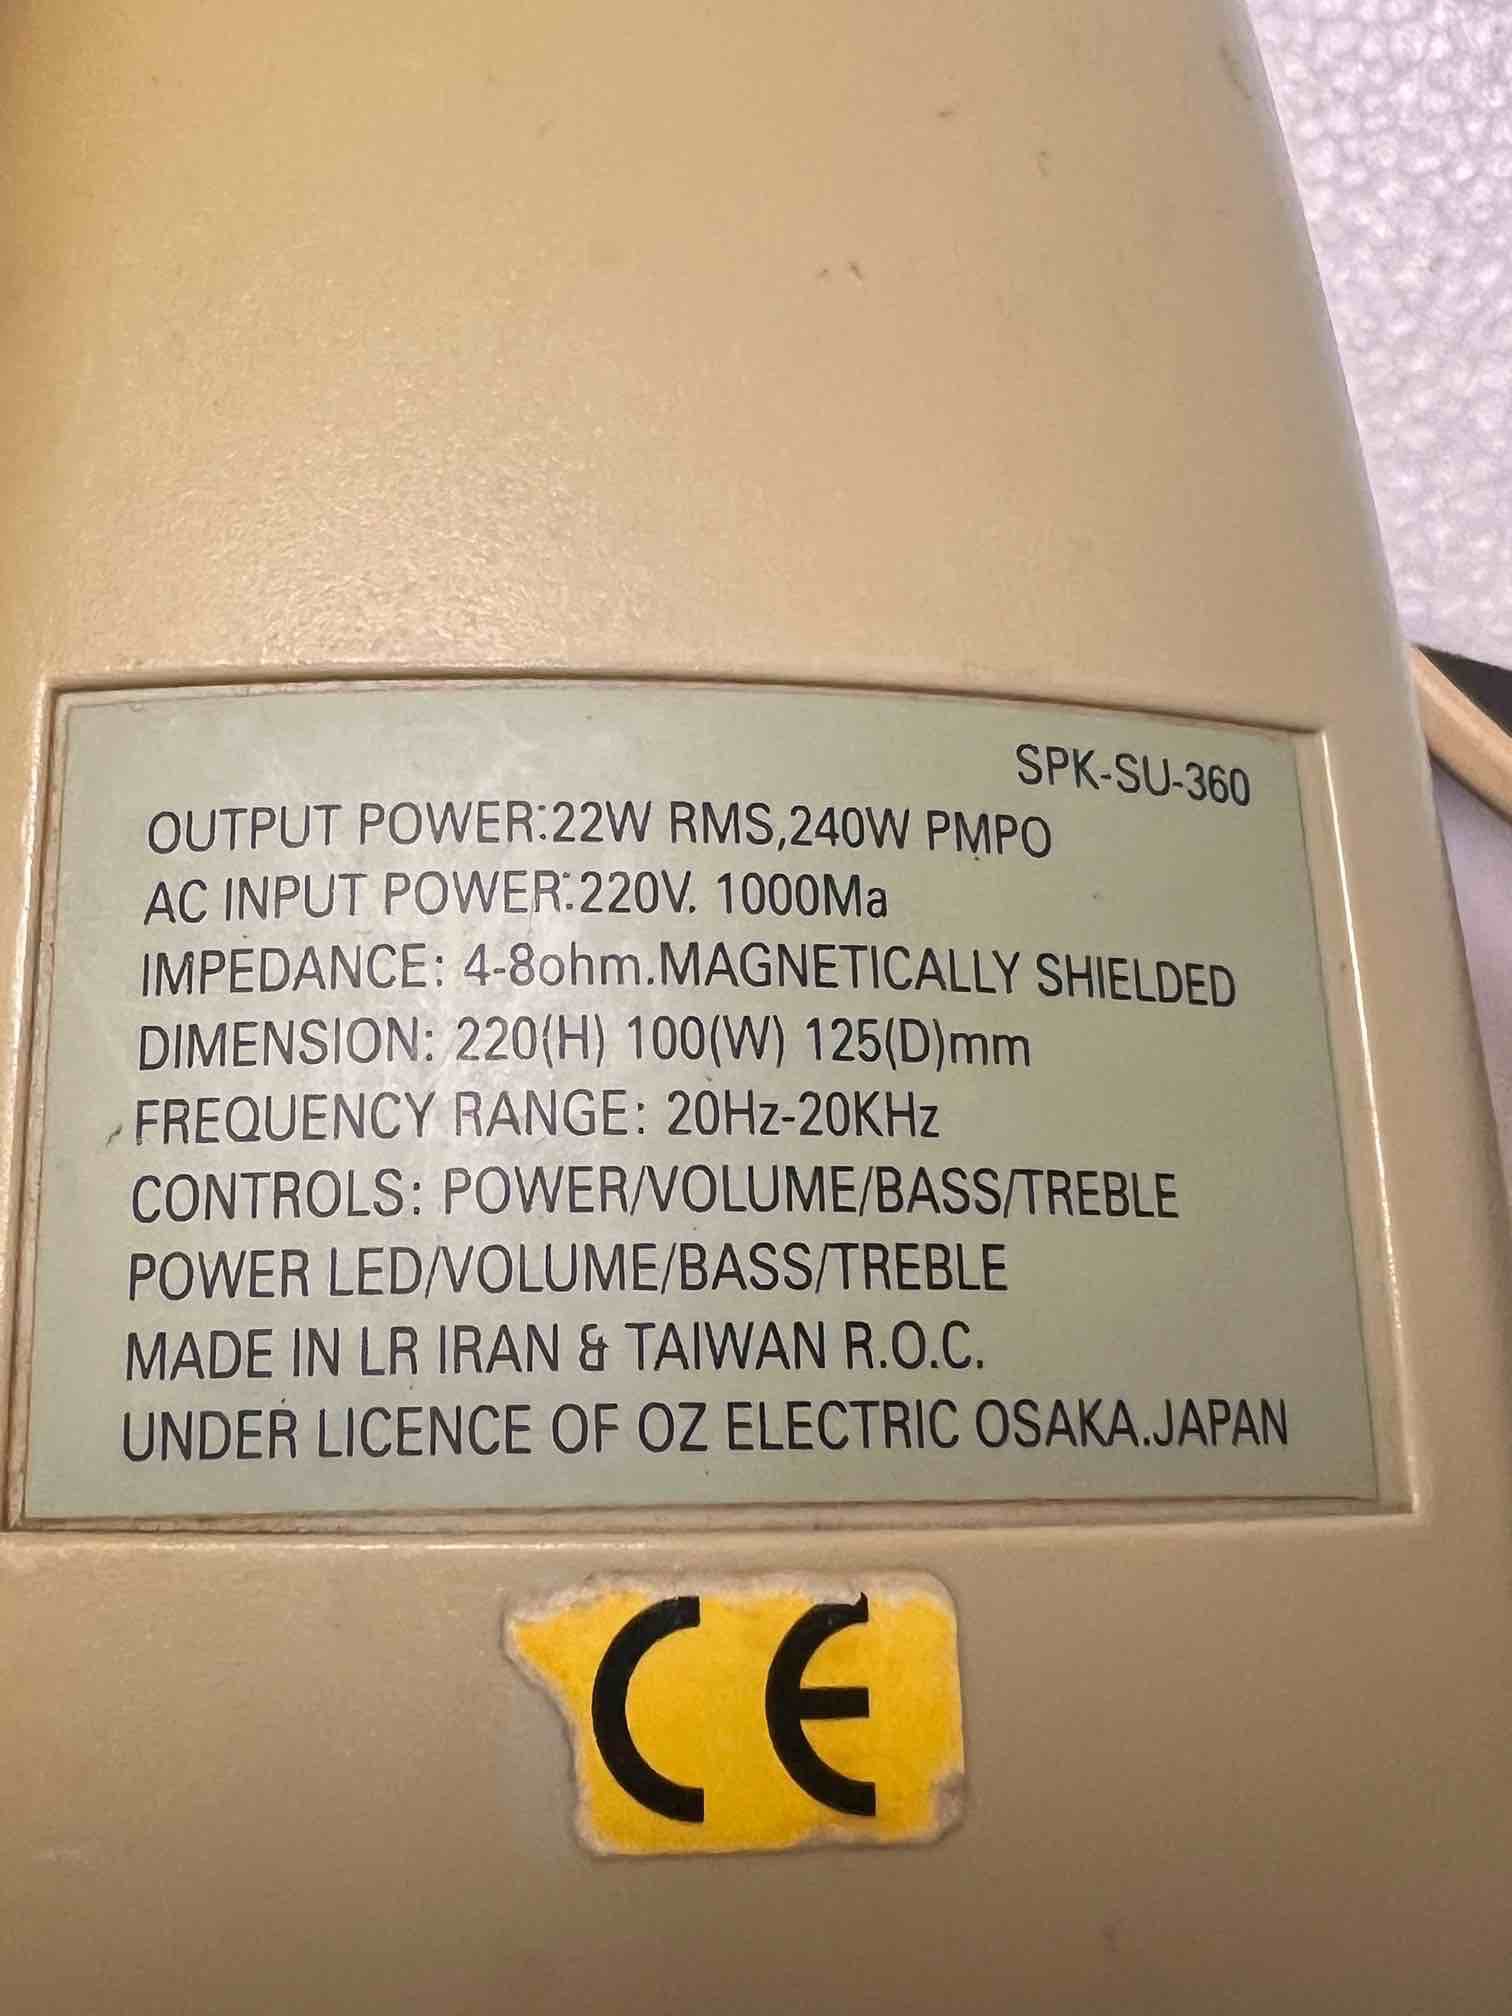 SPK-SU-360
OUTPUT POWER:22W RMS,240W PMPO
AC INPUT POWER:220V. 1000Ma
IMPEDANCE: 4-8ohm.MAGNETICALLY SHIELDED
DIMENSION: 220(H) 100(W) 125(D)mm
FREQUENCY RANGE: 20Hz-20KHz
CONTROLS: POWER/VOLUME/BASS/TREBLE
POWER LED/VOLUME/BASS/TREBLE
MADE IN I.R IRAN & TAIWAN R.O.C.
UNDER LICENCE OF OZ ELECTRIC OSAKA.JAPAN
CE